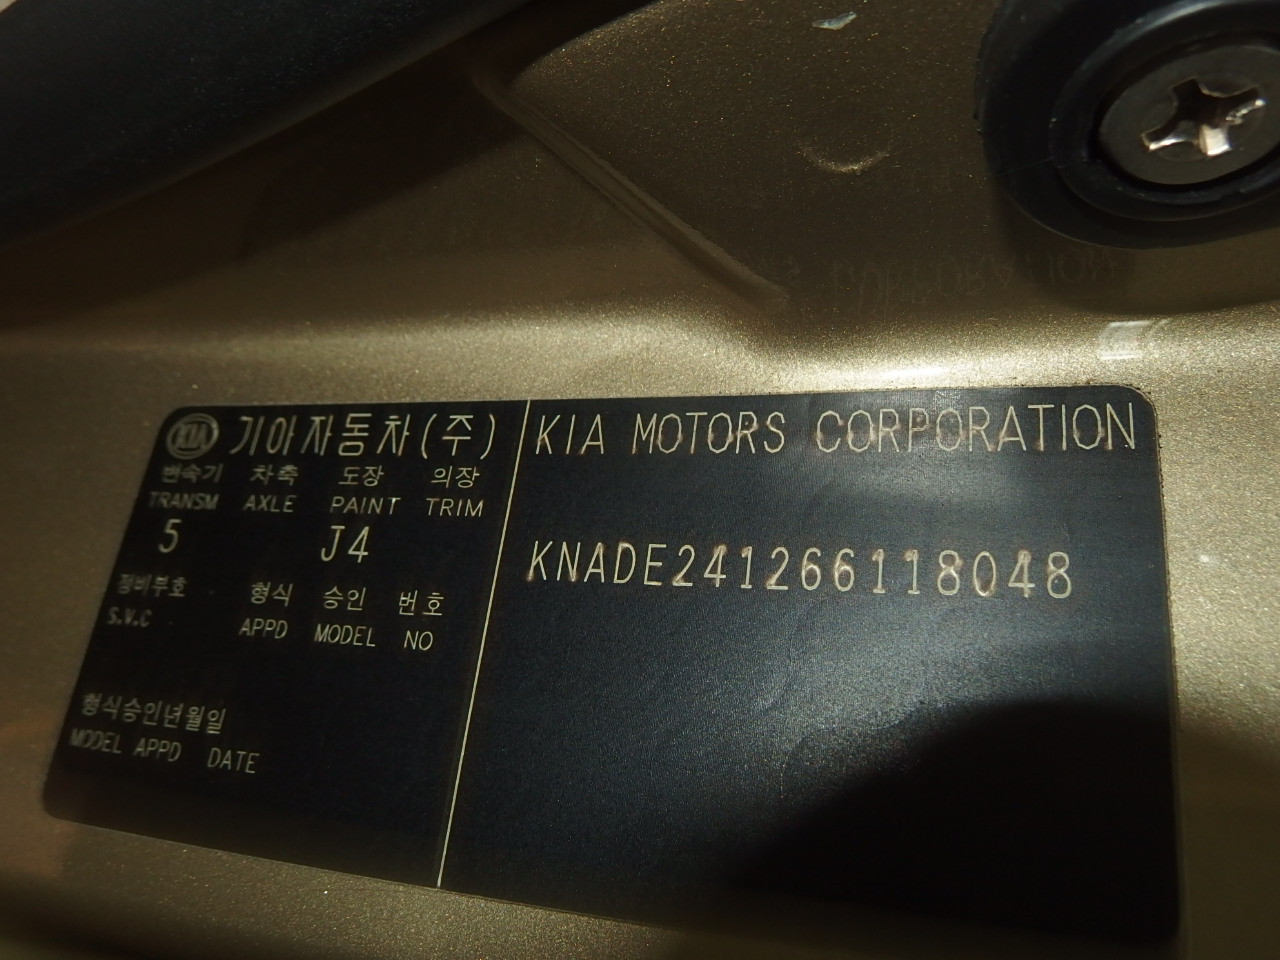 KIA 기아자동차(주)
변속기 차축 도장 의장
TRANSM AXLE PAINT TRIM
5 J4
정비부호 형식 승인 번호
S.V.C APPD MODEL NO
형식승인년월일
MODEL APPD DATE
KIA MOTORS CORPORATION
KNADE241266118048